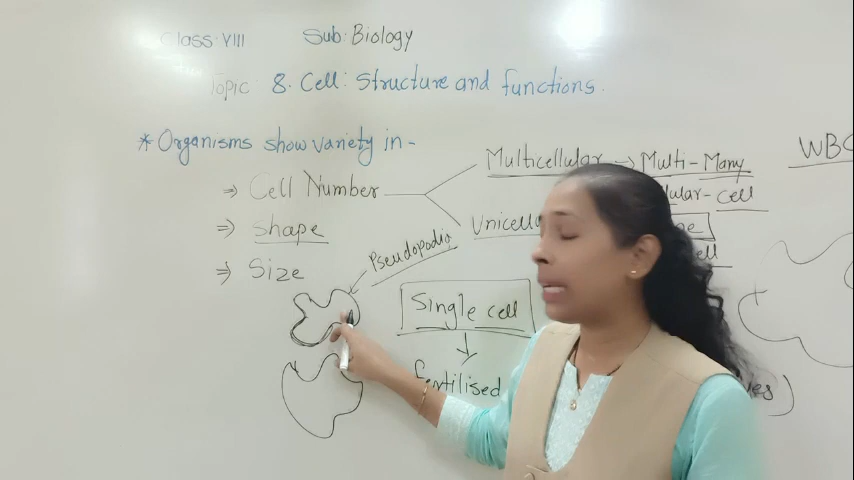 Class: VIII Sub: Biology
Topic: 8. Cell: Structure and functions.
* Organisms show variety in -
⇒ Cell Number
Multicellular → Multi - Many
- cell
⇒ shape
⇒ Size
Pseudopodia
Single cell
↓
fertilised
WBC